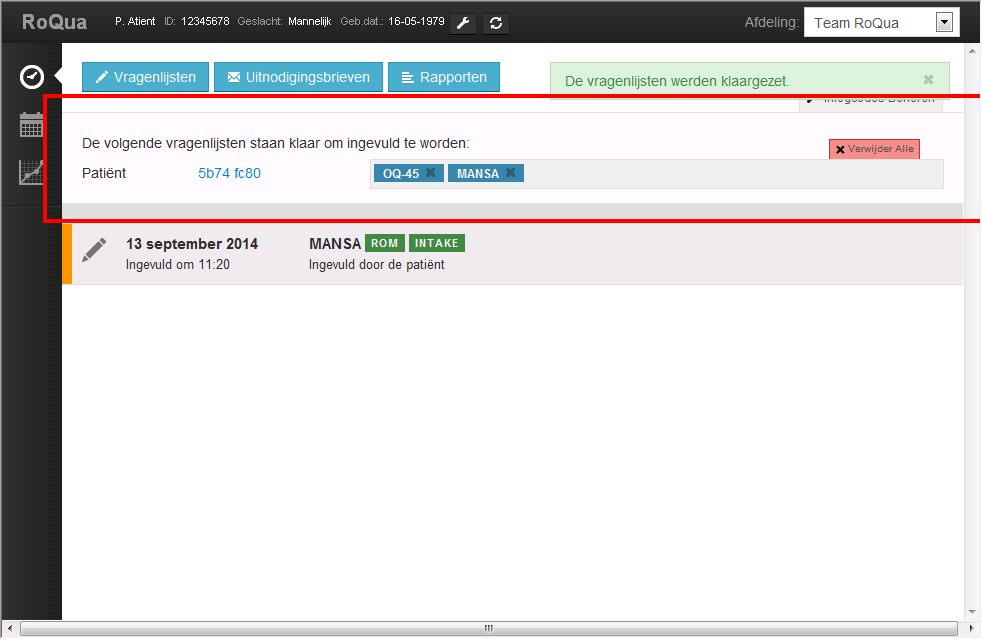 RoQua P. Atient ID: 12345678 Geslacht: Mannelijk Geb.dat.: 16-05-1979 Afdeling: Team RoQua
Vragenlijsten Uitnodigingsbrieven Rapporten
De vragenlijsten werden klaargezet.
De volgende vragenlijsten staan klaar om ingevuld te worden:
Verwijder Alle
Patiënt 5b74 fc80 OQ-45 MANSA
13 september 2014 MANSA ROM INTAKE
Ingevuld om 11:20 Ingevuld door de patiënt